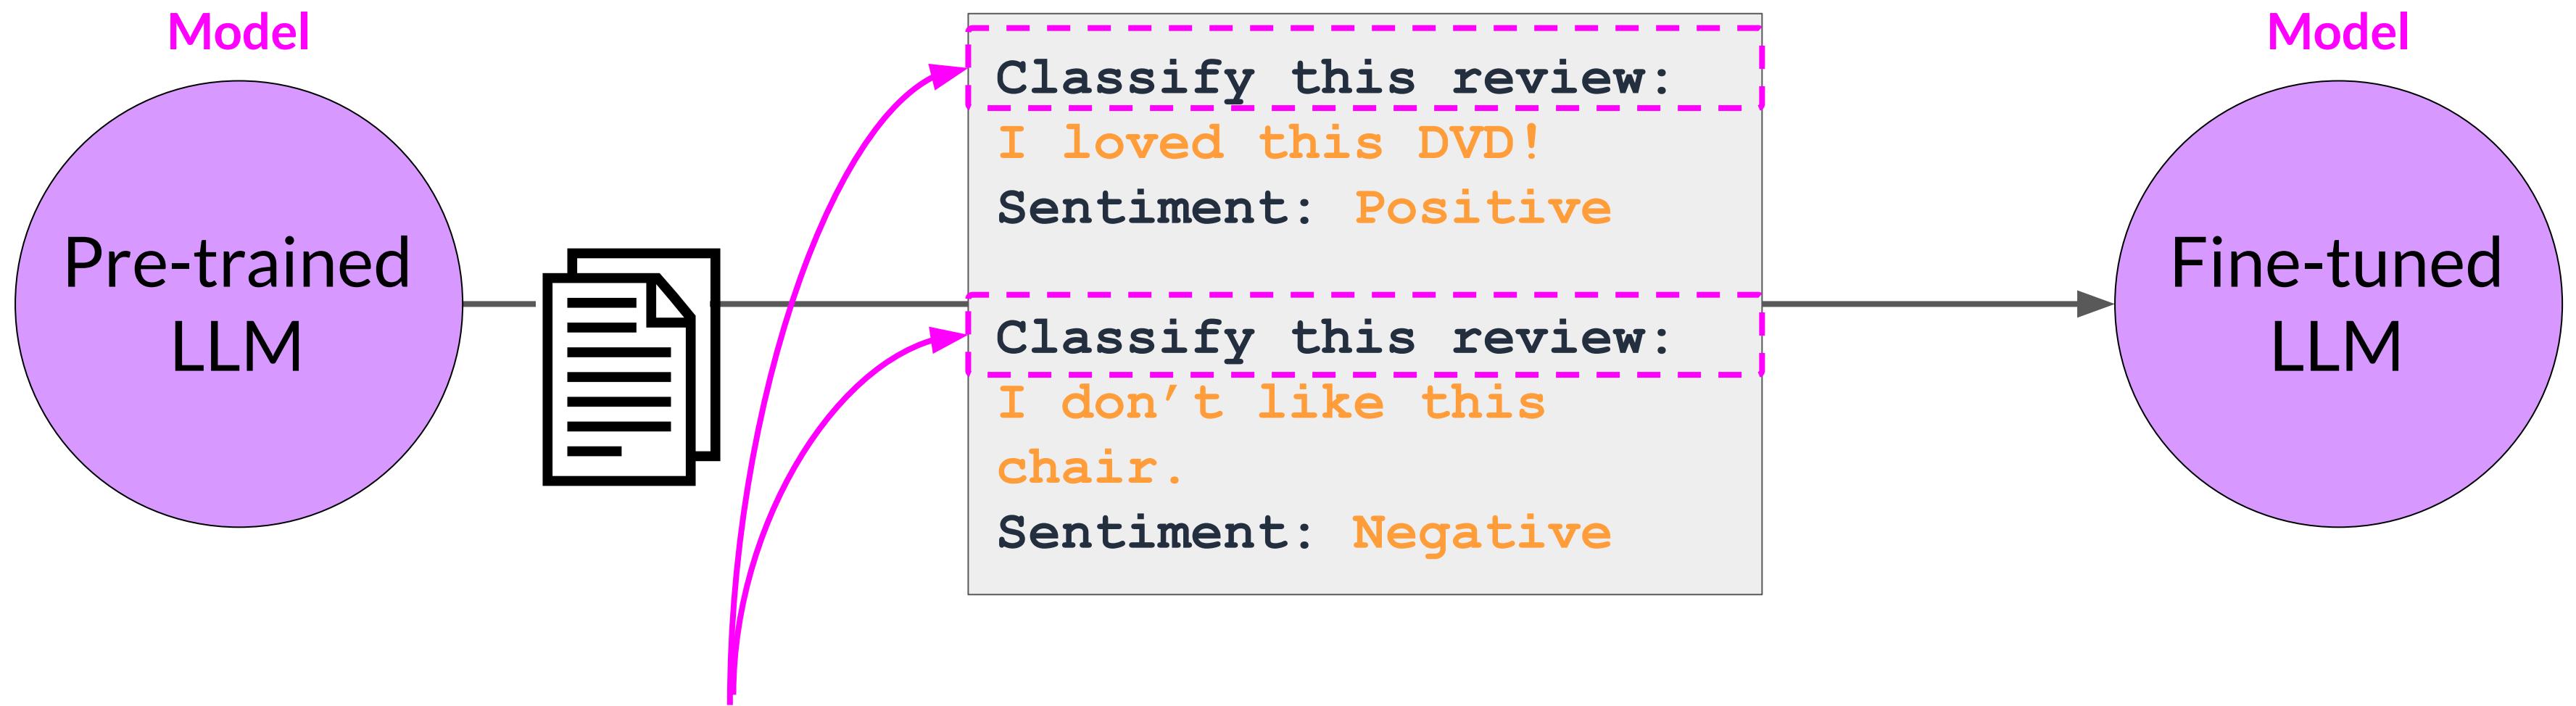 Model
Pre-trained
LLM
Classify this review:
I loved this DVD!
Sentiment: Positive
Classify this review:
I don’t like this
chair.
Sentiment: Negative
Model
Fine-tuned
LLM